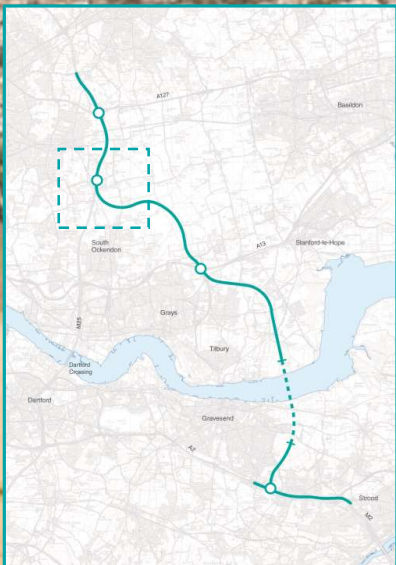 A127
Basildon
South
Ockendon
Stanford-le-Hope
A13
M25
Grays
Tilbury
Dartford
Crossing
Dartford
Gravesend
A2
Strood
M2